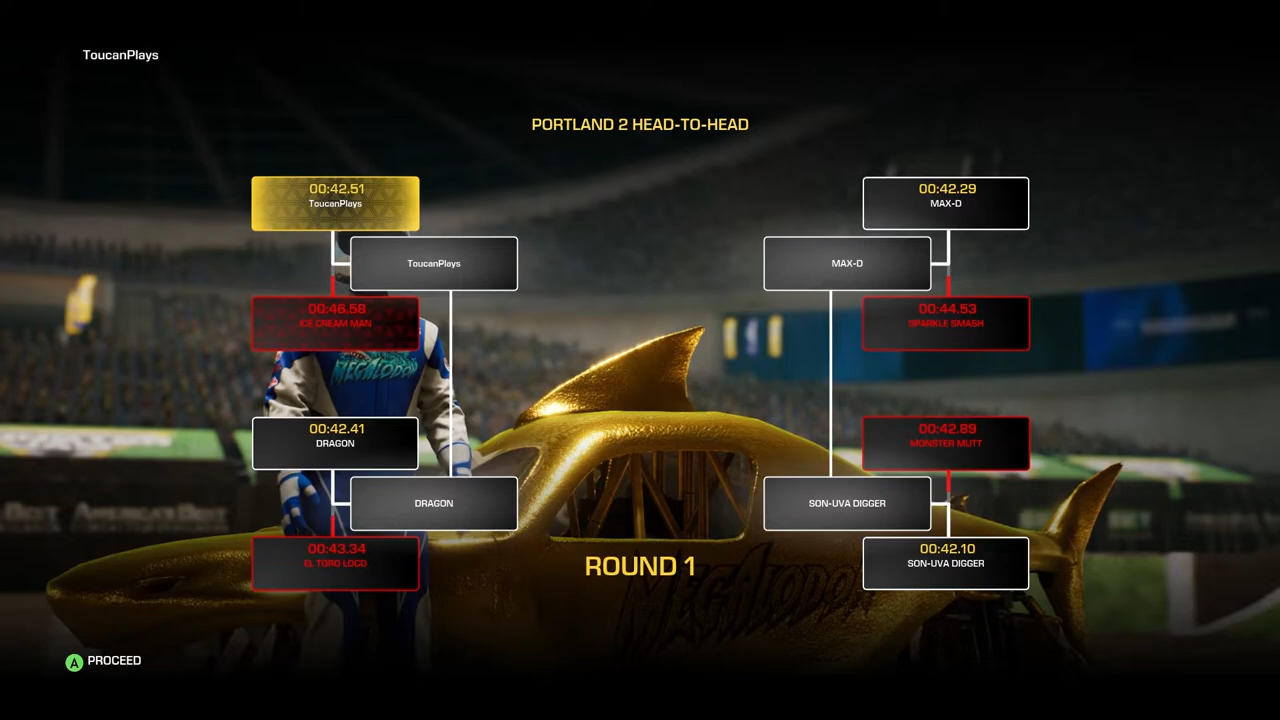 ToucanPlays
PORTLAND 2 HEAD-TO-HEAD
00:42.51
ToucanPlays
00:42.29
MAX-D
ToucanPlays
MAX-D
00:46.58
ICE CREAM MAN
00:44.53
SPARKLE SMASH
MEGALODON
00:42.41
DRAGON
00:42.89
MONSTER MUTT
DRAGON
SON-UVA DIGGER
00:43.34
EL TORO LOCO
ROUND 1
00:42.10
SON-UVA DIGGER
MEGALODON
A PROCEED